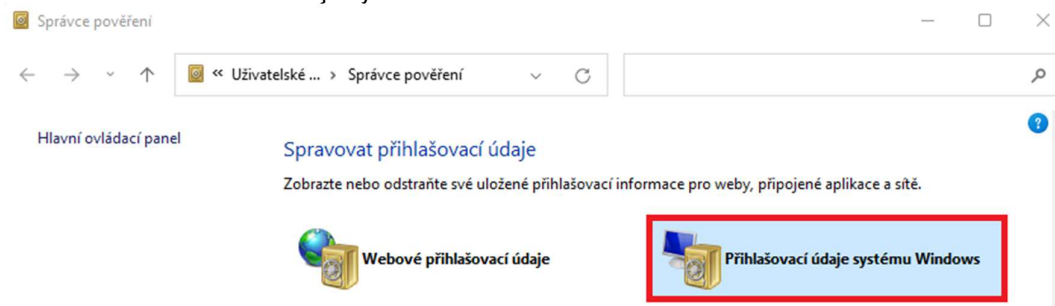 Správce pověření
« Uživatelské ... › Správce pověření
Hlavní ovládací panel
?
Spravovat přihlašovací údaje
Zobrazte nebo odstraňte své uložené přihlašovací informace pro weby, připojené aplikace a sítě.
Webové přihlašovací údaje
Přihlašovací údaje systému Windows